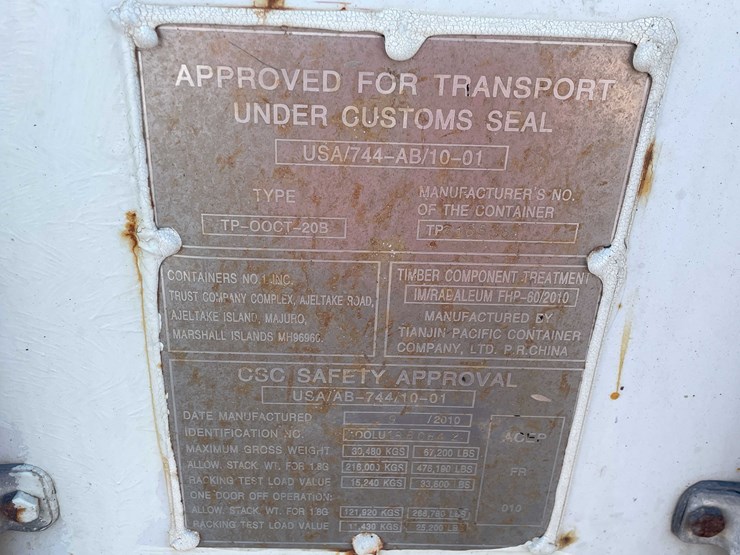 APPROVED FOR TRANSPORT
UNDER CUSTOMS SEAL
USA/744-AB/10-01
TYPE
TP-OOCT-20B
MANUFACTURER'S NO.
OF THE CONTAINER
TP
CONTAINERS NO.1 INC.
TRUST COMPANY COMPLEX, AJELTAKE ROAD,
AJELTAKE ISLAND, MAJURO,
MARSHALL ISLANDS MH96960.
TIMBER COMPONENT TREATMENT
IM/RADALEUM FHP-60/2010
MANUFACTURED BY
TIANJIN PACIFIC CONTAINER
COMPANY, LTD. P.R.CHINA
CSC SAFETY APPROVAL
USA/AB-744/10-01
DATE MANUFACTURED /2010
IDENTIFICATION NO.
MAXIMUM GROSS WEIGHT 30,480 KGS 67,200 LBS
ALLOW. STACK WT. FOR 1.8G 216,000 KGS 476,190 LBS
RACKING TEST LOAD VALUE 15,240 KGS 33,600 LBS
ONE DOOR OFF OPERATION:
ALLOW. STACK WT. FOR 1.8G 121,920 KGS 268,780 LBS
RACKING TEST LOAD VALUE 11,430 KGS 25,200 LBS
ACEP
FR
010